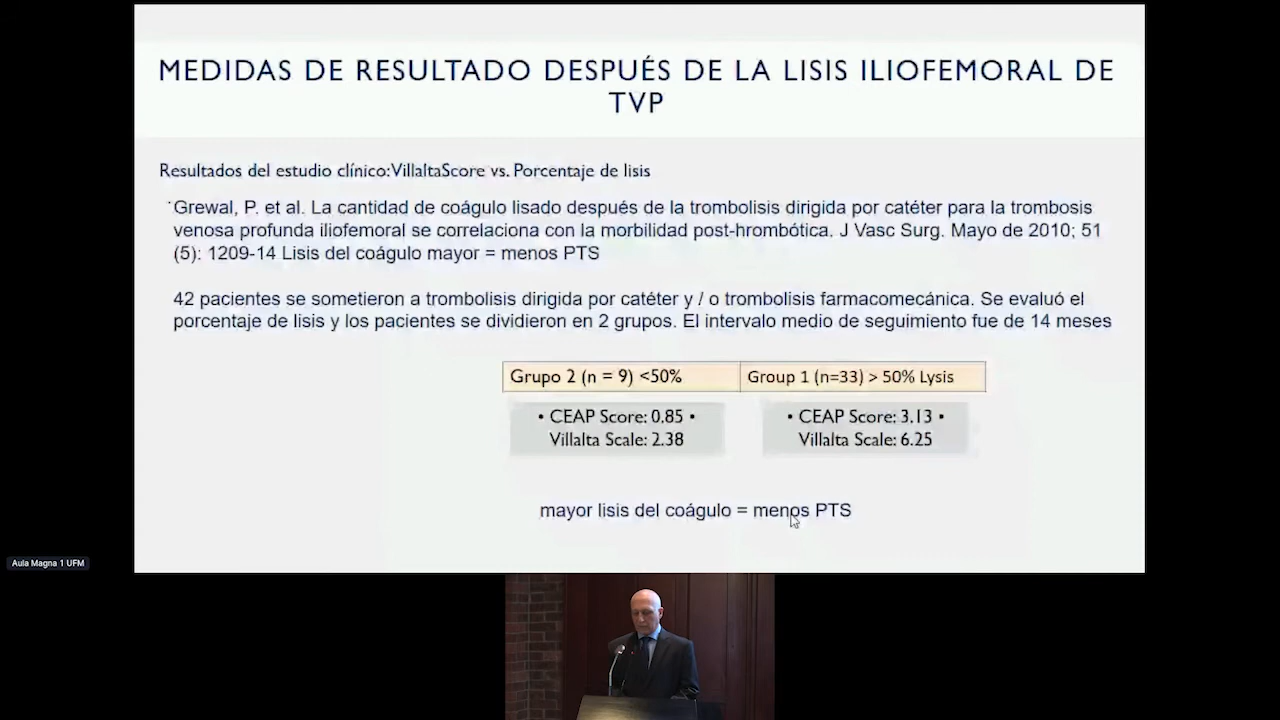 MEDIDAS DE RESULTADO DESPUÉS DE LA LISIS ILIOFEMORAL DE
TVP
Resultados del estudio clínico:VillaltaScore vs. Porcentaje de lisis
Grewal, P. et al. La cantidad de coágulo lisado después de la trombolisis dirigida por catéter para la trombosis
venosa profunda iliofemoral se correlaciona con la morbilidad post-hrombótica. J Vasc Surg. Mayo de 2010; 51
(5): 1209-14 Lisis del coágulo mayor = menos PTS
42 pacientes se sometieron a trombolisis dirigida por catéter y / o trombolisis farmacomecánica. Se evaluó el
porcentaje de lisis y los pacientes se dividieron en 2 grupos. El intervalo medio de seguimiento fue de 14 meses
Grupo 2 (n = 9) <50%
Group 1 (n=33) > 50% Lysis
• CEAP Score: 0.85 •
Villalta Scale: 2.38
• CEAP Score: 3.13 •
Villalta Scale: 6.25
mayor lisis del coágulo = menos PTS
Aula Magna 1 UFM